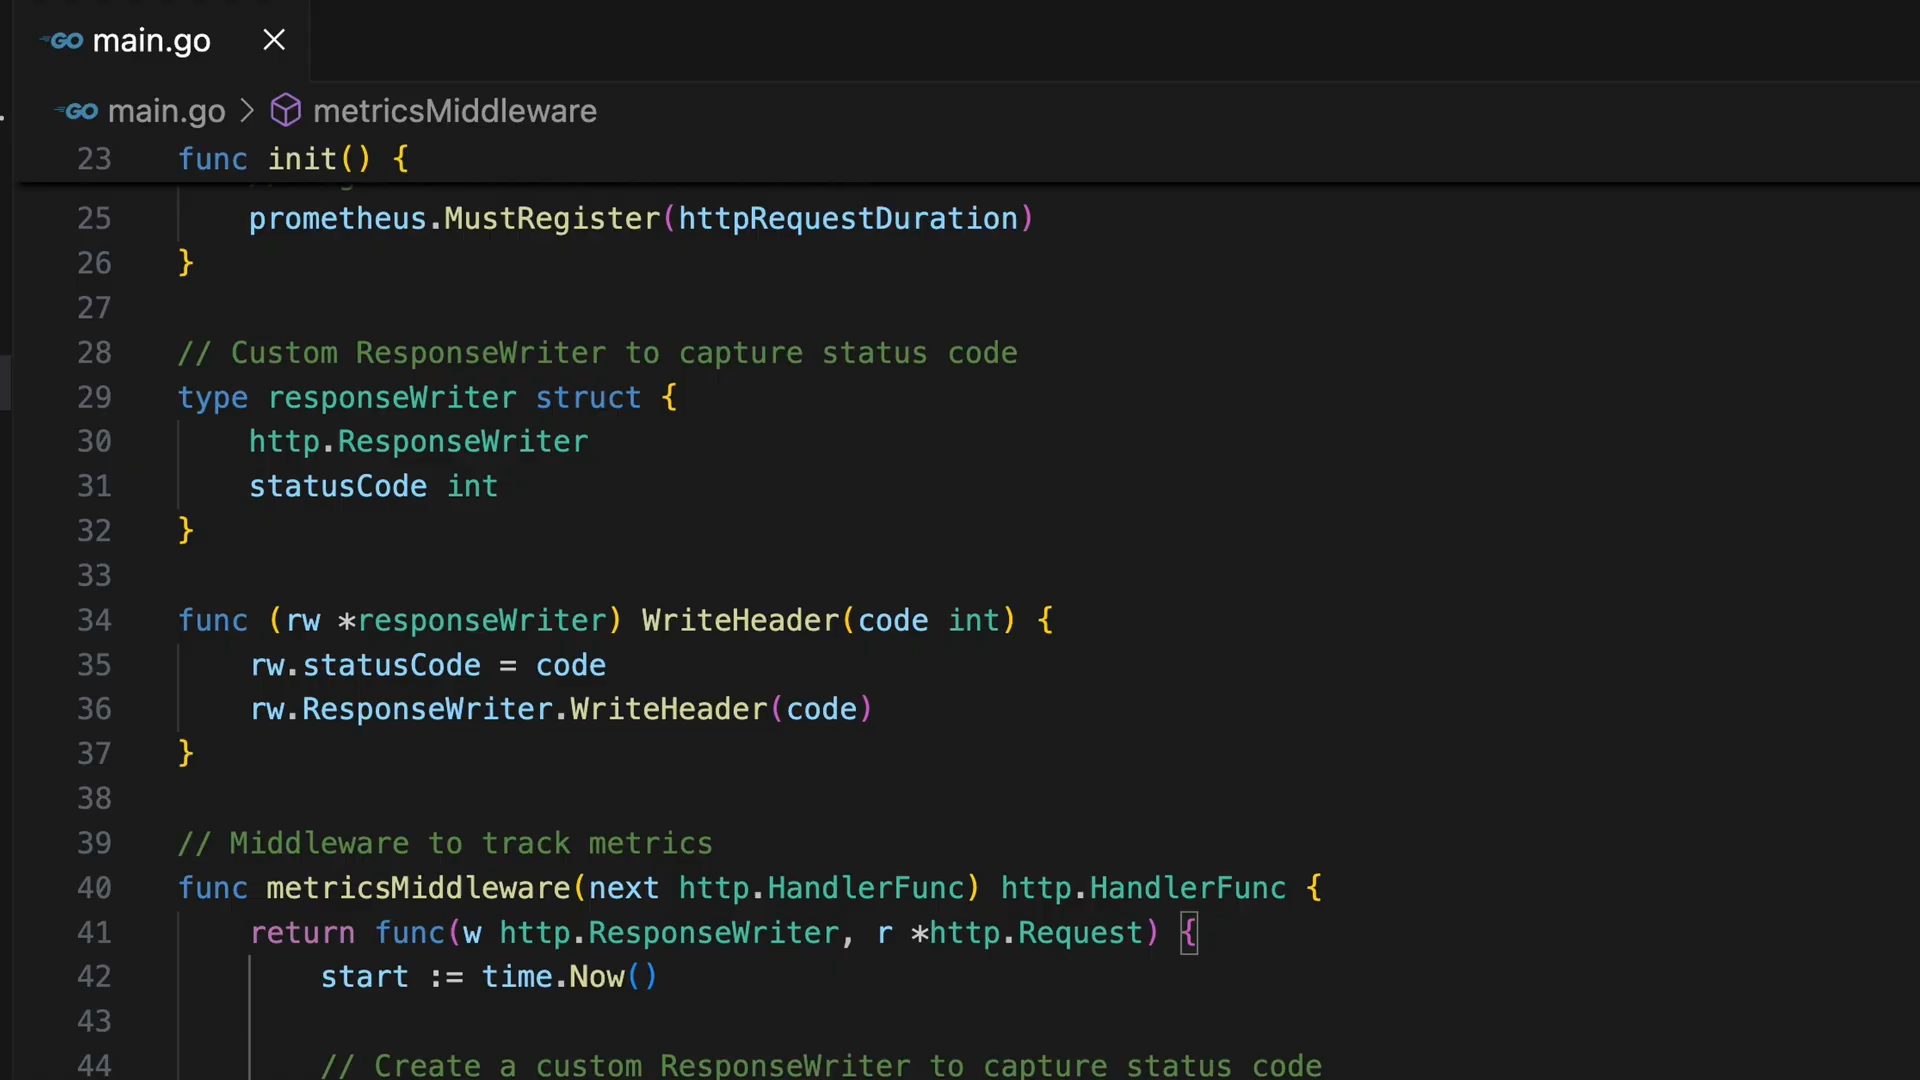 GO main.go ×
GO main.go > metricsMiddleware
23 func init() {
25 prometheus.MustRegister(httpRequestDuration)
26 }
27
28 // Custom ResponseWriter to capture status code
29 type responseWriter struct {
30 http.ResponseWriter
31 statusCode int
32 }
33
34 func (rw *responseWriter) WriteHeader(code int) {
35 rw.statusCode = code
36 rw.ResponseWriter.WriteHeader(code)
37 }
38
39 // Middleware to track metrics
40 func metricsMiddleware(next http.HandlerFunc) http.HandlerFunc {
41 return func(w http.ResponseWriter, r *http.Request) {
42 start := time.Now()
43
44 // Create a custom ResponseWriter to capture status code